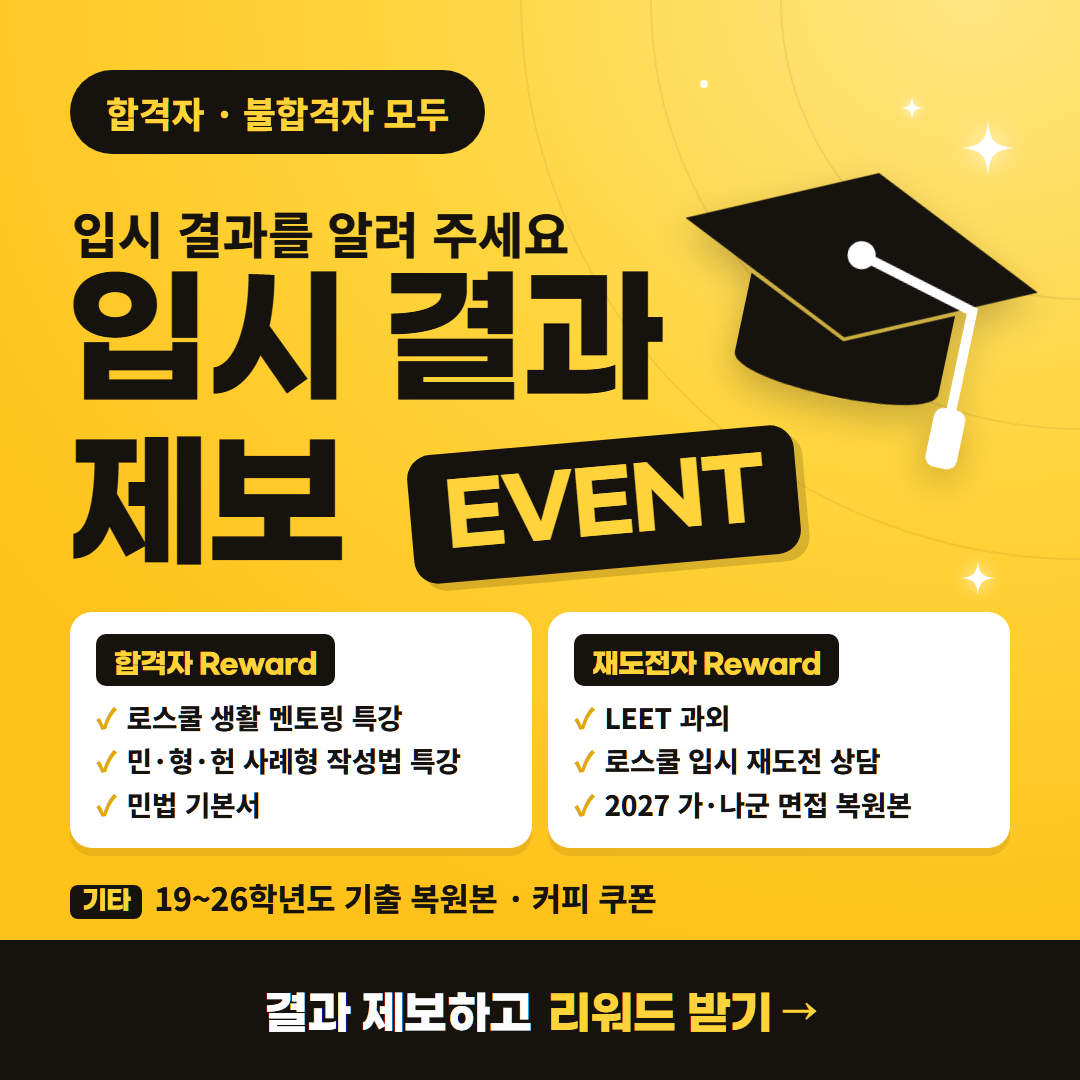 합격자 · 불합격자 모두
입시 결과를 알려 주세요
입시 결과
제보 EVENT
합격자 Reward
✓ 로스쿨 생활 멘토링 특강
✓ 민·형·헌 사례형 작성법 특강
✓ 민법 기본서
재도전자 Reward
✓ LEET 과외
✓ 로스쿨 입시 재도전 상담
✓ 2027 가·나군 면접 복원본
기타 19~26학년도 기출 복원본 · 커피 쿠폰
결과 제보하고 리워드 받기 →